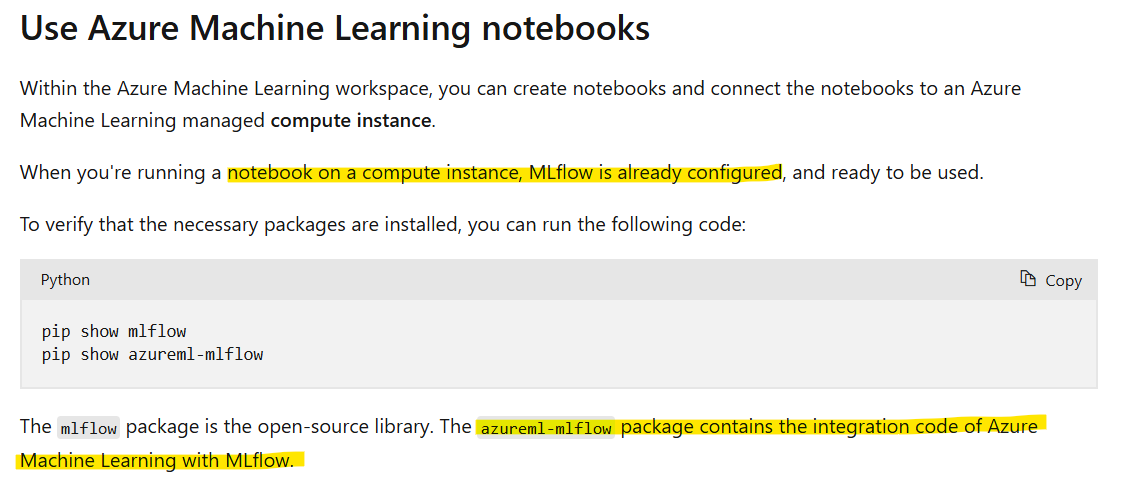 Use Azure Machine Learning notebooks
Within the Azure Machine Learning workspace, you can create notebooks and connect the notebooks to an Azure
Machine Learning managed compute instance.
When you're running a notebook on a compute instance, MLflow is already configured, and ready to be used.
To verify that the necessary packages are installed, you can run the following code:
Python Copy
pip show mlflow
pip show azureml-mlflow
The mlflow package is the open-source library. The azureml-mlflow package contains the integration code of Azure
Machine Learning with MLflow.